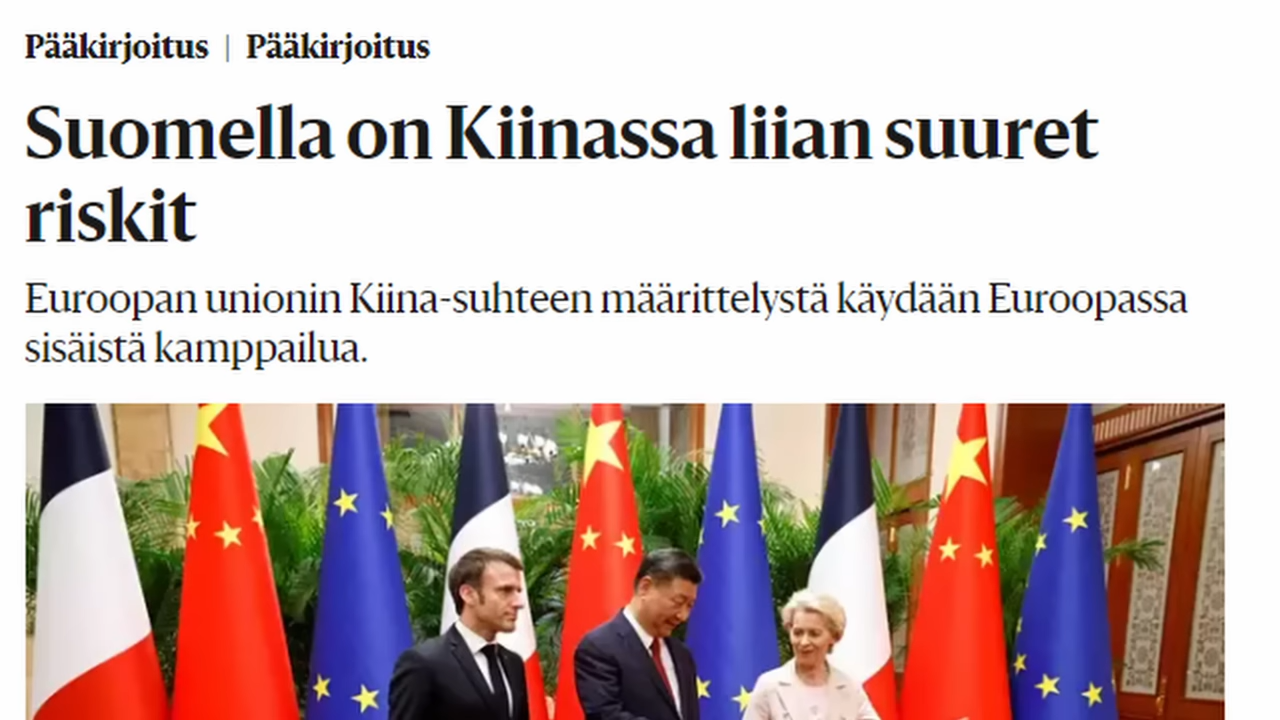 Pääkirjoitus | Pääkirjoitus
Suomella on Kiinassa liian suuret
riskit
Euroopan unionin Kiina-suhteen määrittelystä käydään Euroopassa
sisäistä kamppailua.